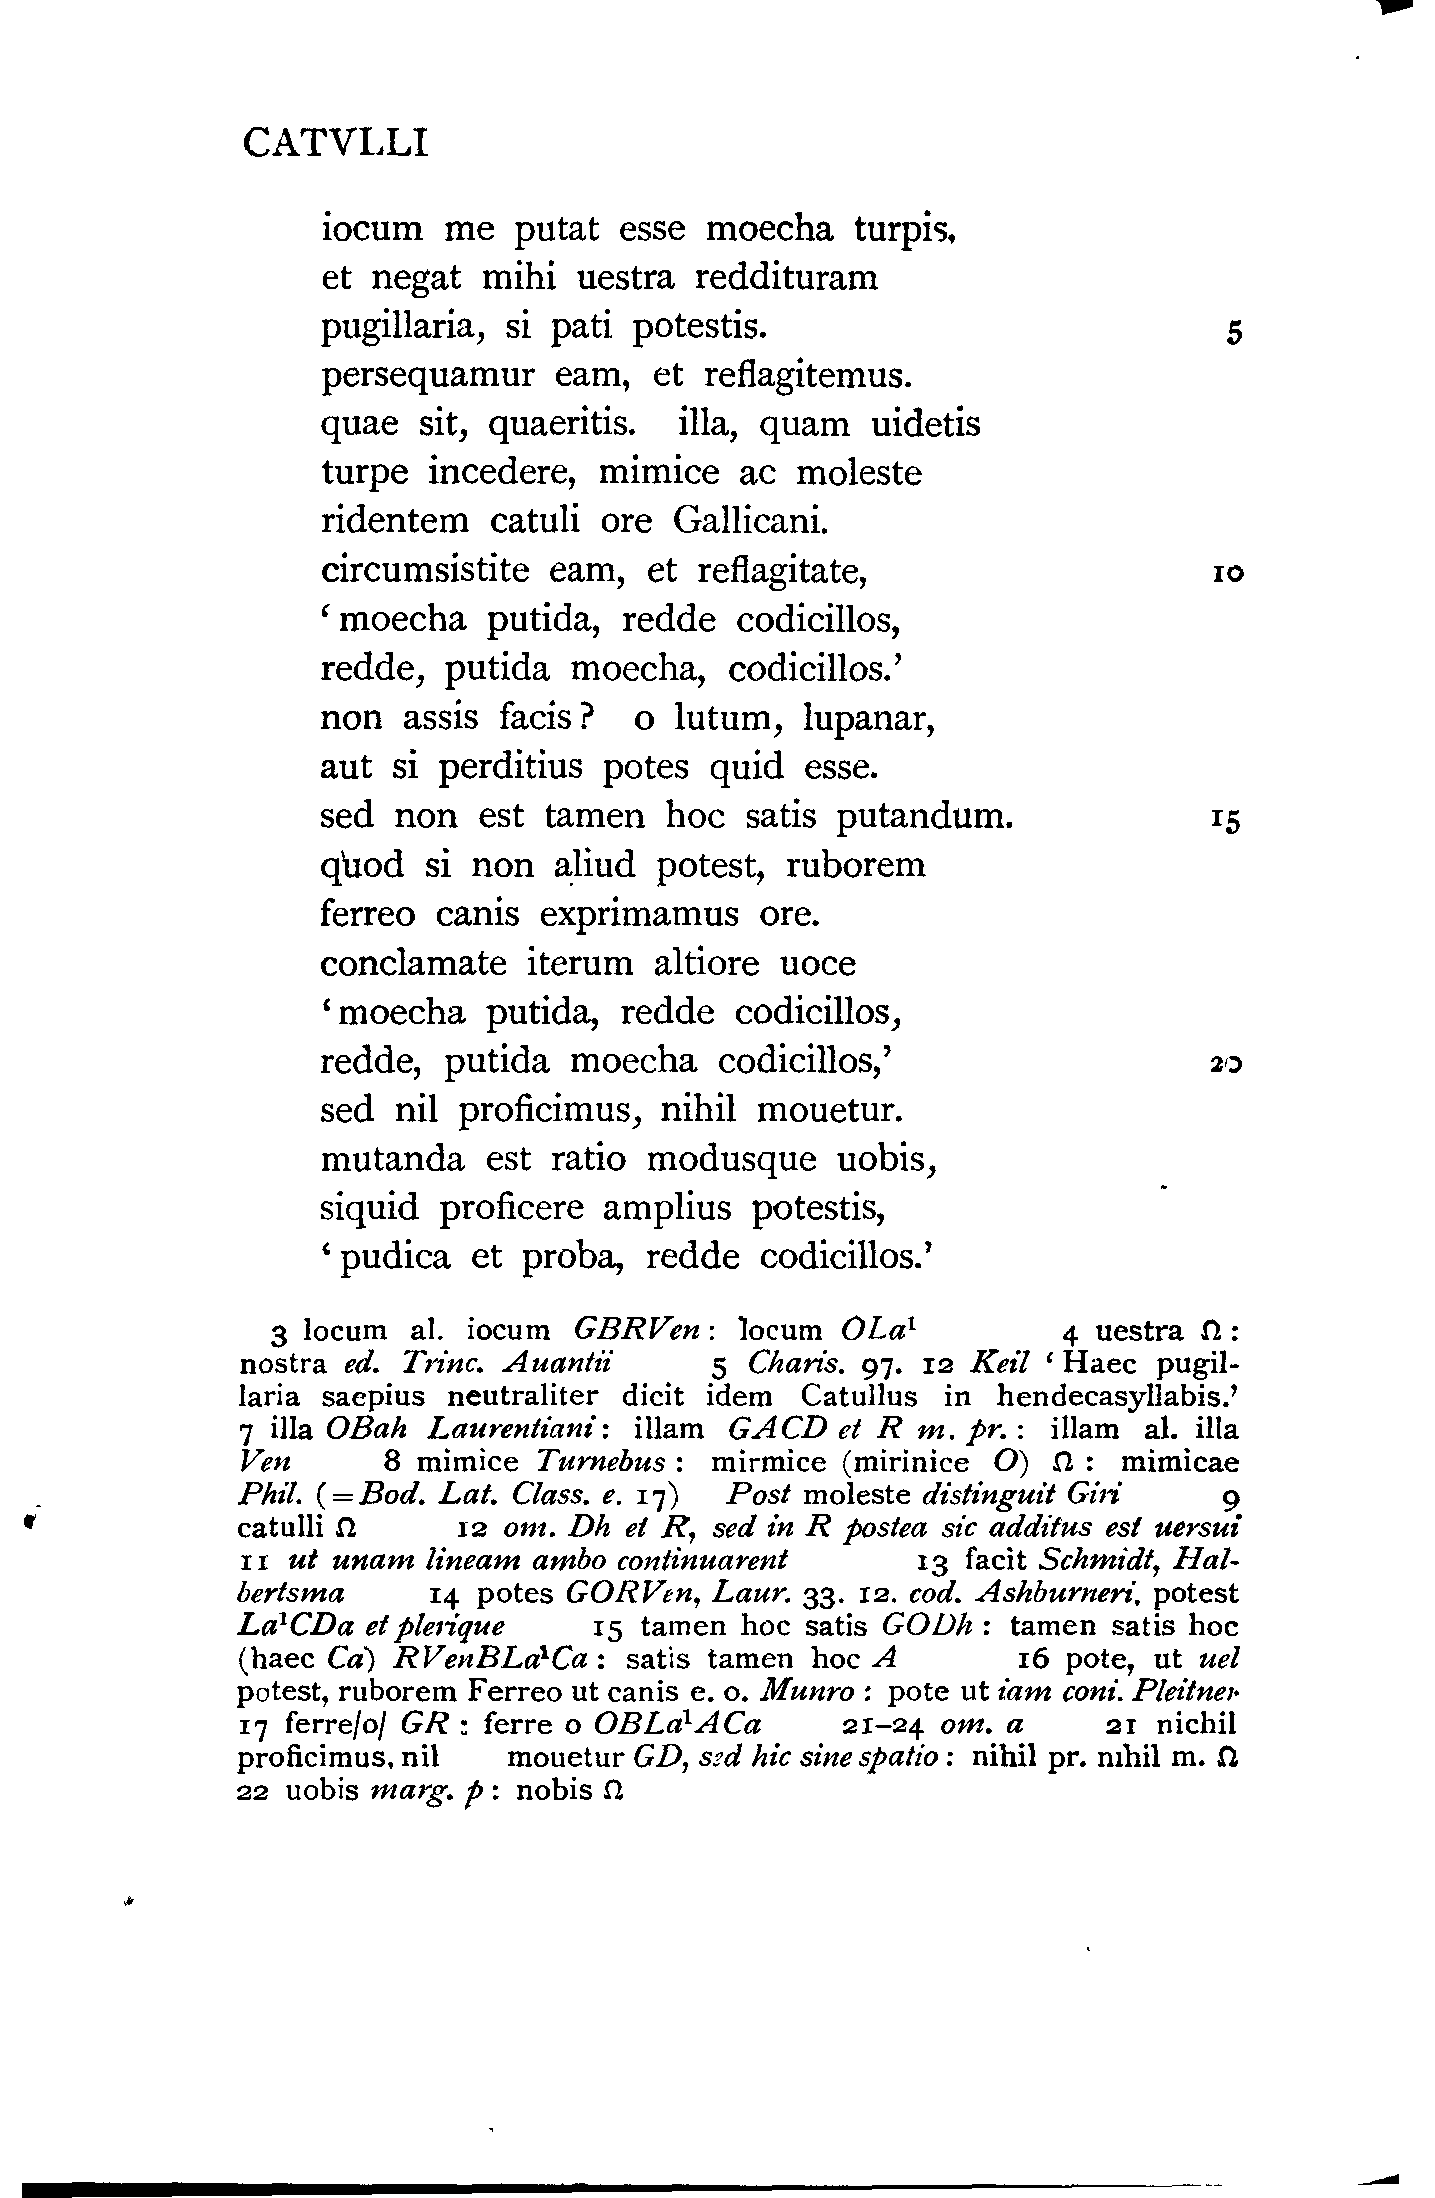 CATVLLI
iocum me putat esse moecha turpis,
et negat mihi uestra reddituram
pugillaria, si pati potestis. 5
persequamur eam, et reflagitemus.
quae sit, quaeritis. illa, quam uidetis
turpe incedere, mimice ac moleste
ridentem catuli ore Gallicani.
circumsistite eam, et reflagitate, 10
‘moecha putida, redde codicillos,
redde, putida moecha, codicillos.’
non assis facis? o lutum, lupanar,
aut si perditius potes quid esse.
sed non est tamen hoc satis putandum. 15
quod si non aliud potest, ruborem
ferreo canis exprimamus ore.
conclamate iterum altiore uoce
‘moecha putida, redde codicillos,
redde, putida moecha codicillos,’ 20
sed nil proficimus, nihil mouetur.
mutanda est ratio modusque uobis,
siquid proficere amplius potestis,
‘pudica et proba, redde codicillos.’
3 locum al. iocum GBRVen: locum OLa¹ 4 uestra Ω:
nostra ed. Trinc. Auantii 5 Charis. 97. 12 Keil ‘Haec pugil-
laria saepius neutraliter dicit idem Catullus in hendecasyllabis.’
7 illa OBah Laurentiani: illam GACD et R m. pr.: illam al. illa
Ven 8 mimice Turnebus: mirmice (mirinice O) Ω: mimicae
Phil. (=Bod. Lat. Class. e. 17) Post moleste distinguit Giri 9
catulli Ω 12 om. Dh et R, sed in R postea sic additus est uersui
11 ut unam lineam ambo continuarent 13 facit Schmidt, Hal-
bertsma 14 potes GORVen, Laur. 33. 12. cod. Ashburneri, potest
La¹CDa et plerique 15 tamen hoc satis GODh: tamen satis hoc
(haec Ca) RVenBLa¹Ca: satis tamen hoc A 16 pote, ut uel
potest, ruborem Ferreo ut canis e. o. Munro: pote ut iam coni. Pleitner
17 ferre/o/ GR: ferre o OBLa¹ACa 21–24 om. a 21 nichil
proficimus, nil mouetur GD, sed hic sine spatio: nihil pr. nihil m. Ω
22 uobis marg. p: nobis Ω